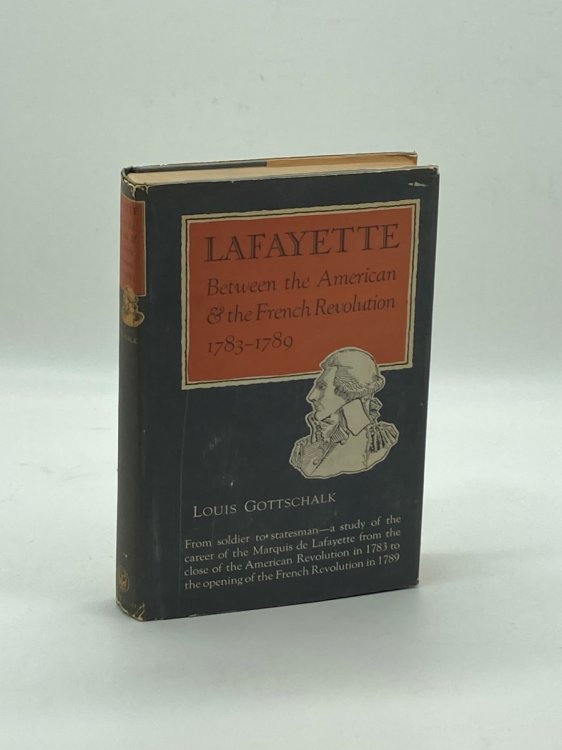 LAFAYETTE
Between the American
& the French Revolution
1783–1789
LOUIS GOTTSCHALK
From soldier to statesman—a study of the
career of the Marquis de Lafayette from the
close of the American Revolution in 1783 to
the opening of the French Revolution in 1789